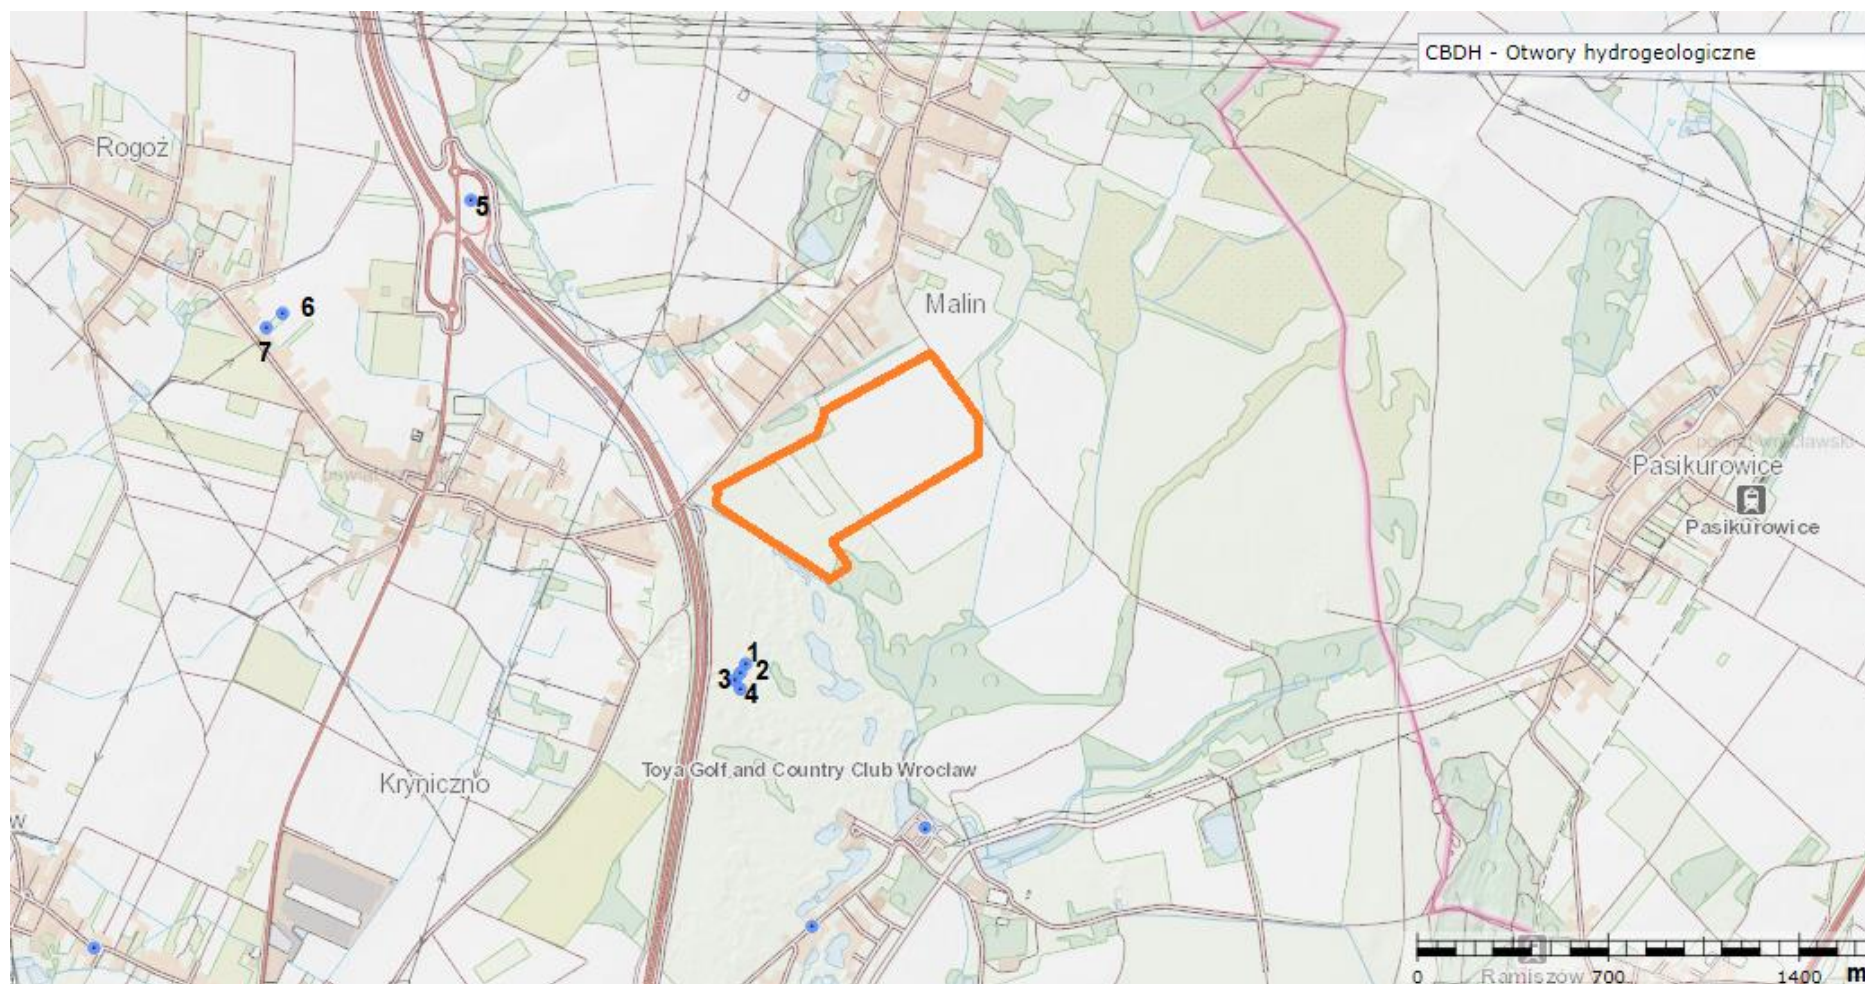 CBDH - Otwory hydrogeologiczne
Rogoż
5
6
7
Malin
Pasikurowice
Pasikurowice
1
2
3
4
Toya Golf and Country Club Wrocław
Kryniczno
w
0
Ramiszów
700
1400
m